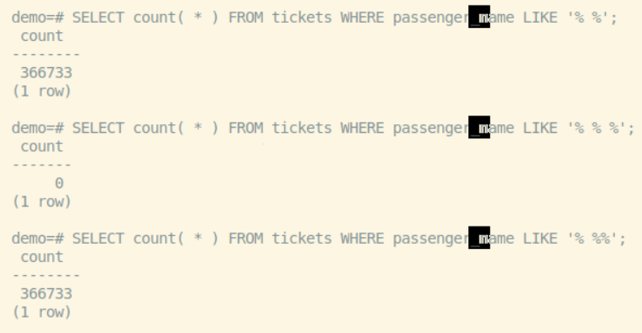 demo=# SELECT count( * ) FROM tickets WHERE passenger_name LIKE '% %';
count
--------
366733
(1 row)
demo=# SELECT count( * ) FROM tickets WHERE passenger_name LIKE '% % %';
count
-------
0
(1 row)
demo=# SELECT count( * ) FROM tickets WHERE passenger_name LIKE '% %%';
count
--------
366733
(1 row)